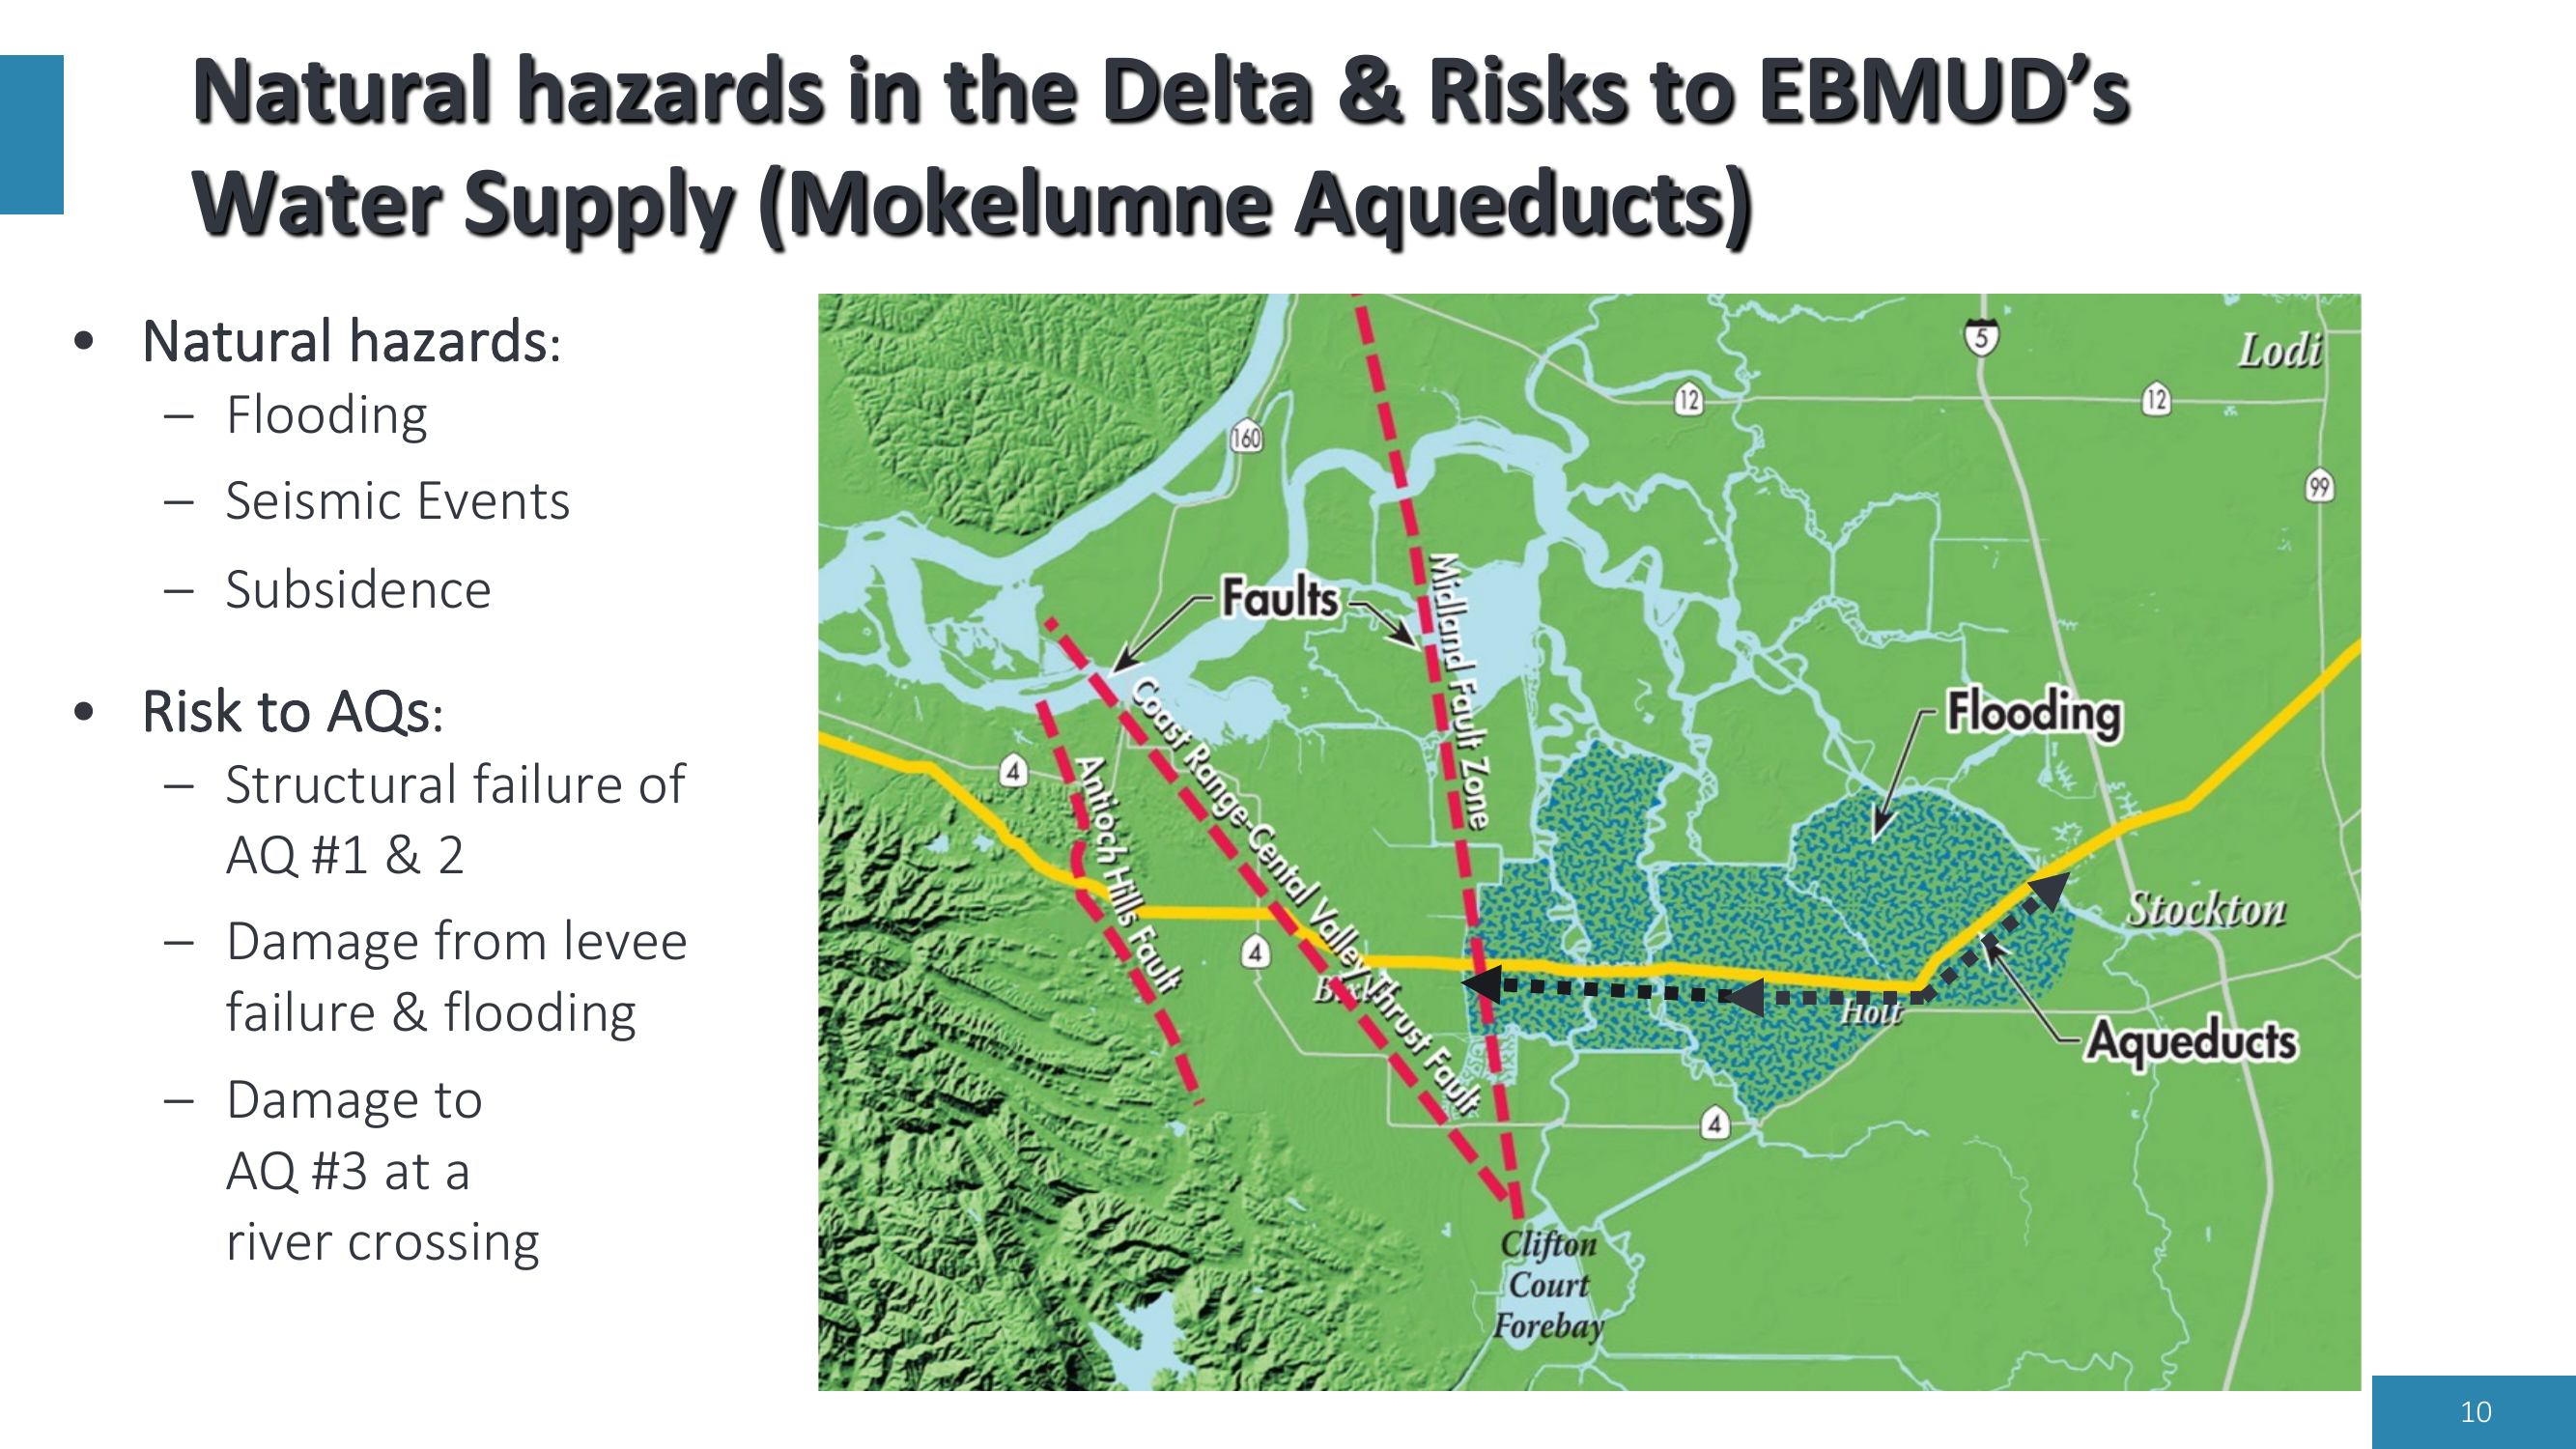 Natural hazards in the Delta & Risks to EBMUD’s
Water Supply (Mokelumne Aqueducts)
• Natural hazards:
– Flooding
– Seismic Events
– Subsidence
• Risk to AQs:
– Structural failure of
AQ #1 & 2
– Damage from levee
failure & flooding
– Damage to
AQ #3 at a
river crossing
5
Lodi
12
12
160
99
Faults
Midland Fault Zone
Coast Range-Cental Valley Thrust Fault
Antioch Hills Fault
4
Flooding
Stockton
4
Holt
Aqueducts
4
Clifton
Court
Forebay
10